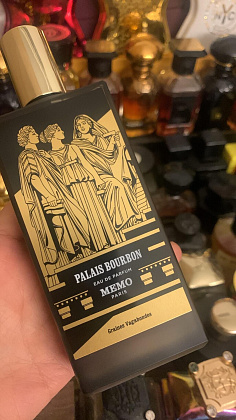 PALAIS BOURBON
EAU DE PARFUM
MEMO
PARIS
Graines Vagabondes